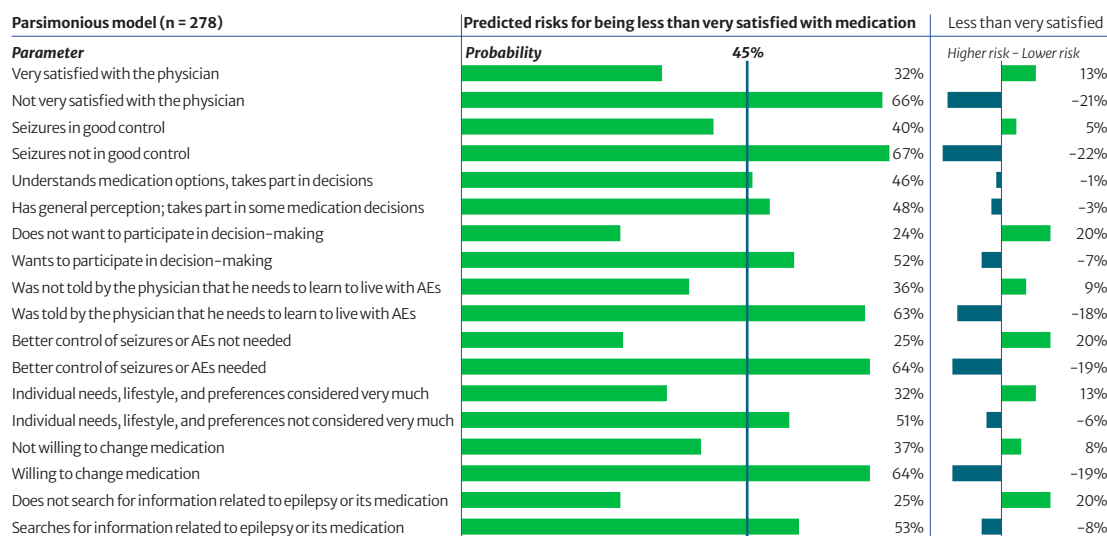 Parsimonious model (n = 278) Predicted risks for being less than very satisfied with medication Less than very satisfied
Parameter Probability 45% Higher risk – Lower risk
Very satisfied with the physician 32% 13%
Not very satisfied with the physician 66% -21%
Seizures in good control 40% 5%
Seizures not in good control 67% -22%
Understands medication options, takes part in decisions 46% -1%
Has general perception; takes part in some medication decisions 48% -3%
Does not want to participate in decision-making 24% 20%
Wants to participate in decision-making 52% -7%
Was not told by the physician that he needs to learn to live with AEs 36% 9%
Was told by the physician that he needs to learn to live with AEs 63% -18%
Better control of seizures or AEs not needed 25% 20%
Better control of seizures or AEs needed 64% -19%
Individual needs, lifestyle, and preferences considered very much 32% 13%
Individual needs, lifestyle, and preferences not considered very much 51% -6%
Not willing to change medication 37% 8%
Willing to change medication 64% -19%
Does not search for information related to epilepsy or its medication 25% 20%
Searches for information related to epilepsy or its medication 53% -8%